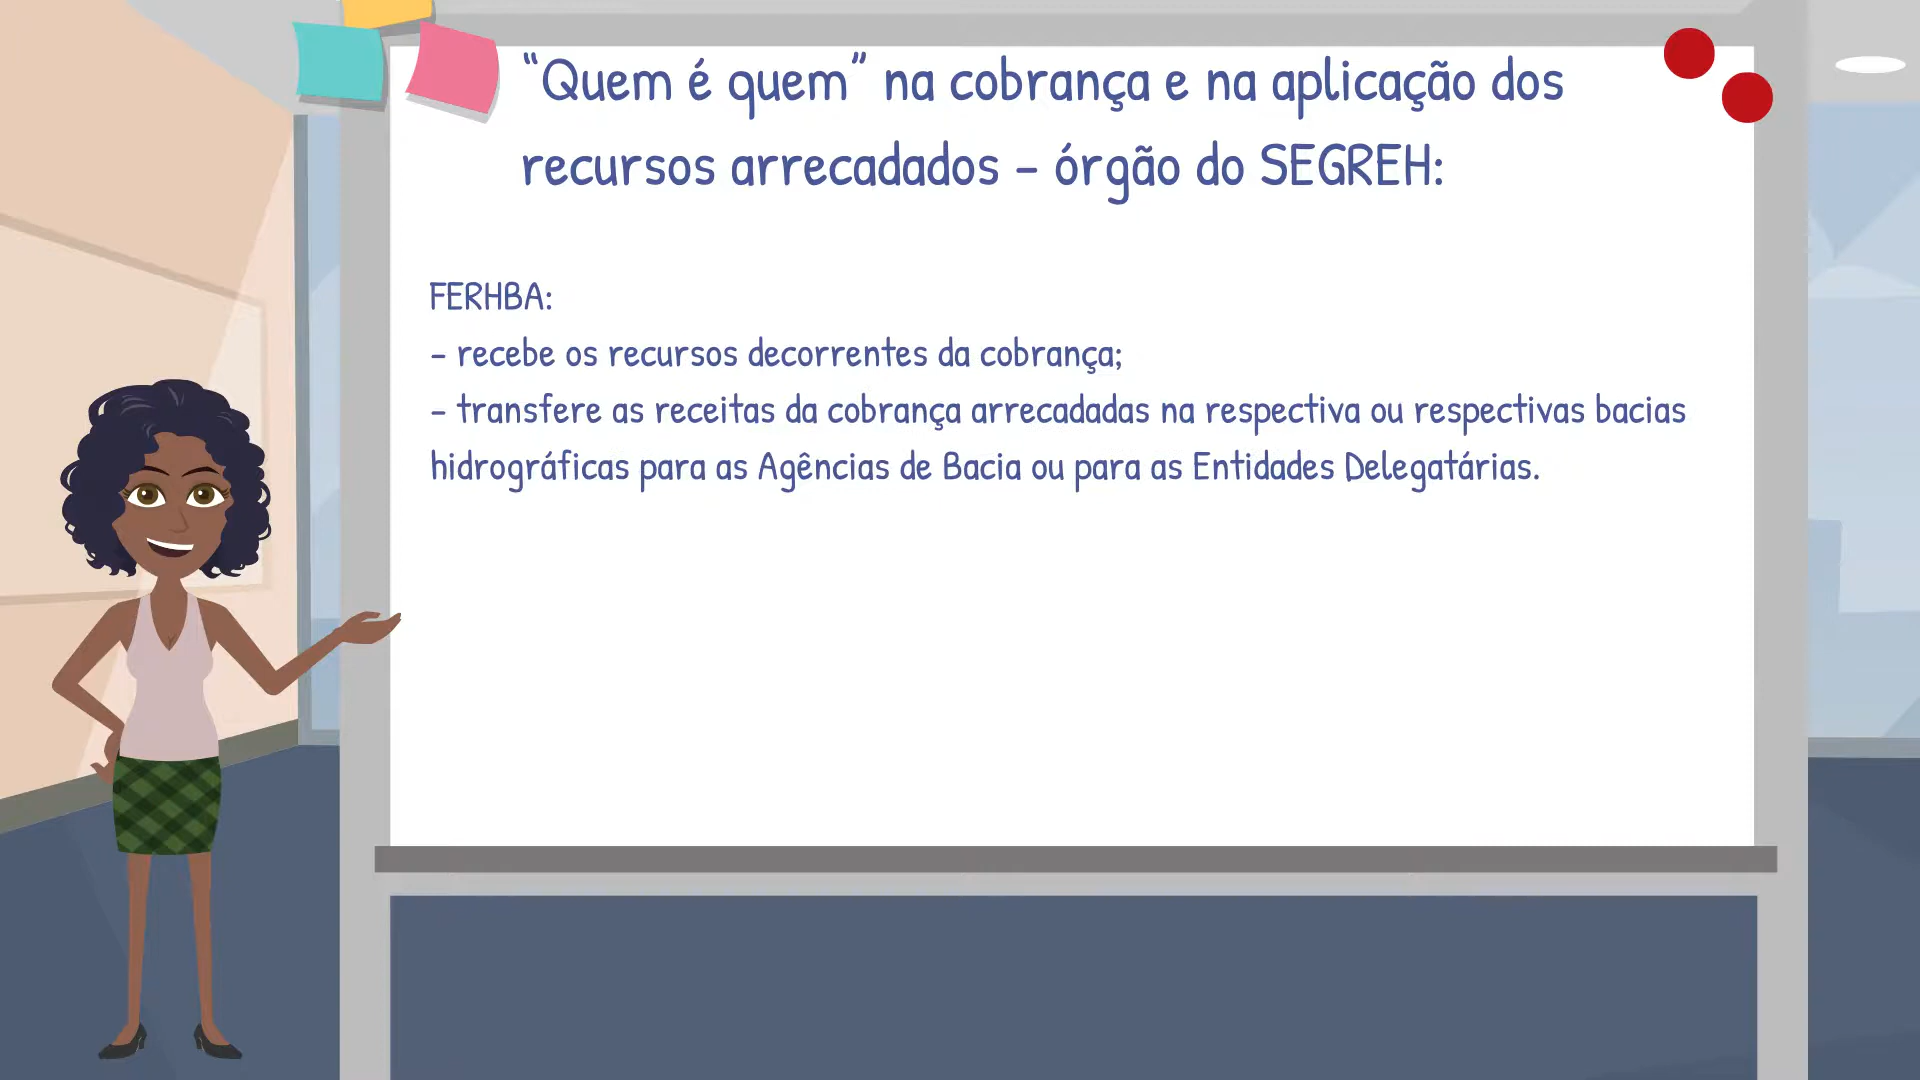 “Quem é quem” na cobrança e na aplicação dos
recursos arrecadados - órgão do SEGREH:
FERHBA:
- recebe os recursos decorrentes da cobrança;
- transfere as receitas da cobrança arrecadadas na respectiva ou respectivas bacias
hidrográficas para as Agências de Bacia ou para as Entidades Delegatárias.